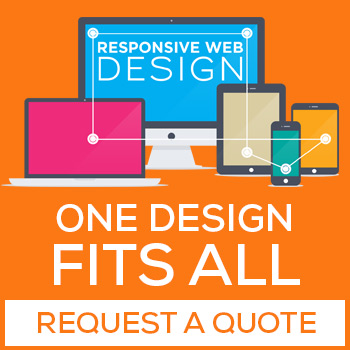 RESPONSIVE WEB
DESIGN
ONE DESIGN
FITS ALL
REQUEST A QUOTE